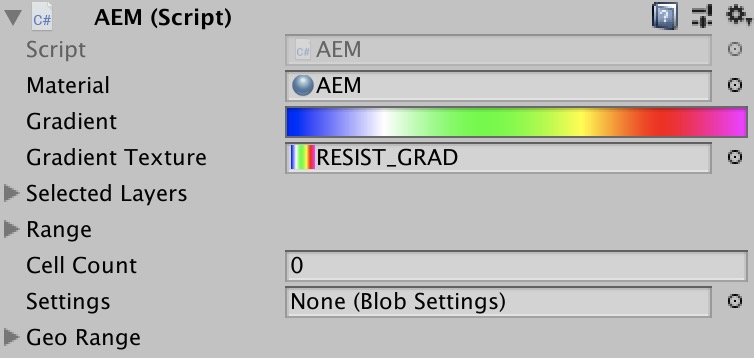 C# AEM (Script)
Script C# AEM
Material AEM
Gradient
Gradient Texture RESIST_GRAD
Selected Layers
Range
Cell Count 0
Settings None (Blob Settings)
Geo Range